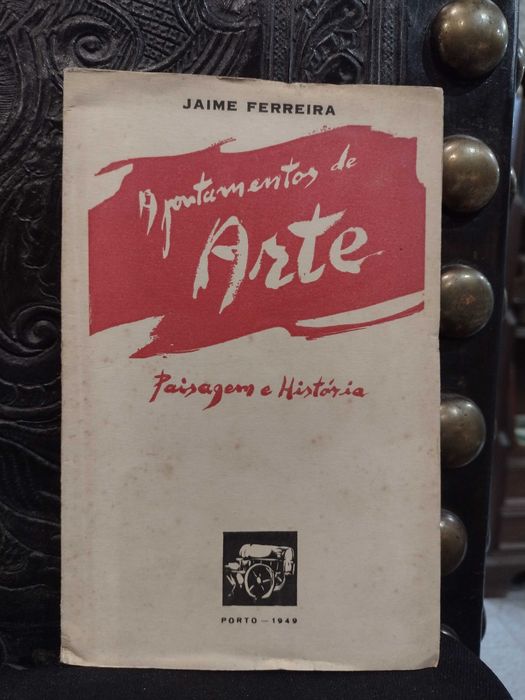 JAIME FERREIRA
Apontamentos de
Arte
Paisagem e História
PORTO — 1949